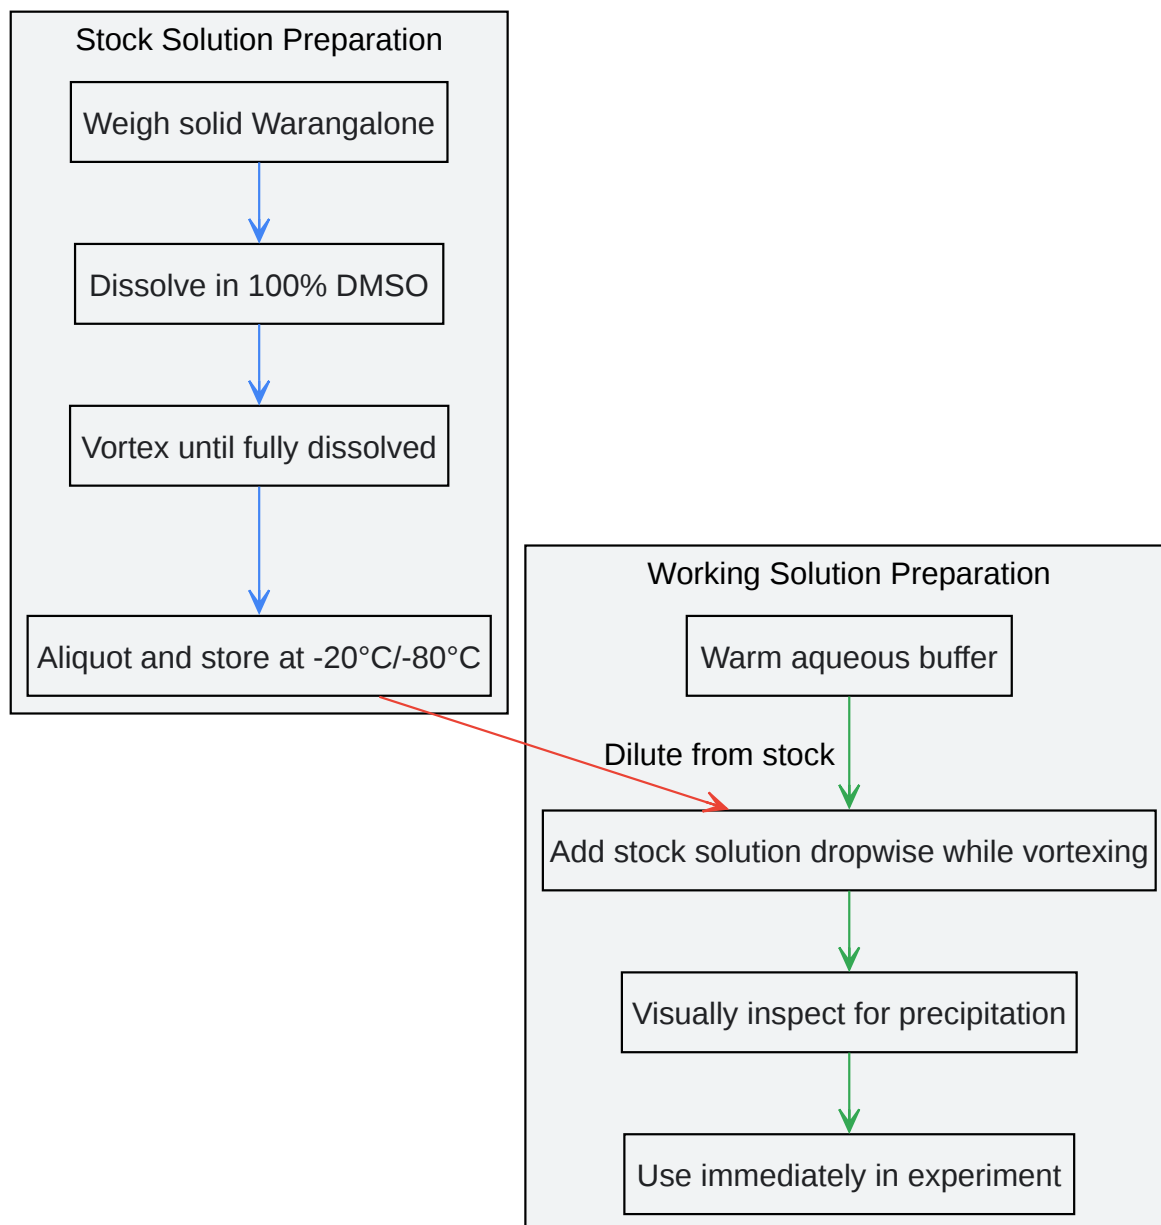 Stock Solution Preparation
Weigh solid Warangalone
Dissolve in 100% DMSO
Vortex until fully dissolved
Aliquot and store at -20°C/-80°C
Working Solution Preparation
Warm aqueous buffer
Dilute from stock
Add stock solution dropwise while vortexing
Visually inspect for precipitation
Use immediately in experiment